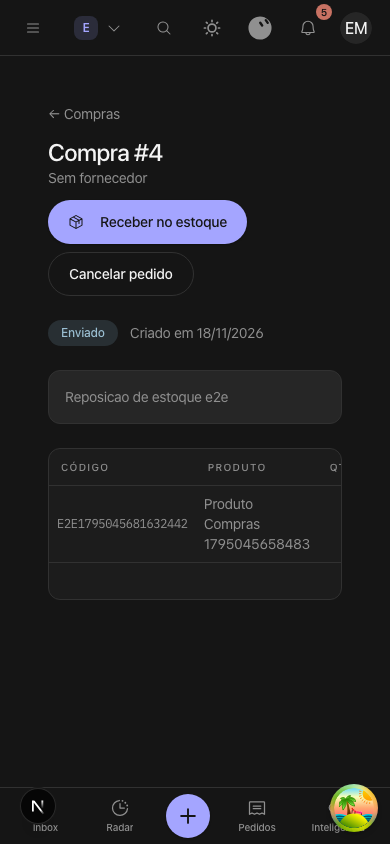 E
5
EM
← Compras
Compra #4
Sem fornecedor
Receber no estoque
Cancelar pedido
Enviado Criado em 18/11/2026
Reposicao de estoque e2e
CÓDIGO PRODUTO
E2E1795045681632442
Produto
Compras
1795045658483
N
Inbox Radar Pedidos